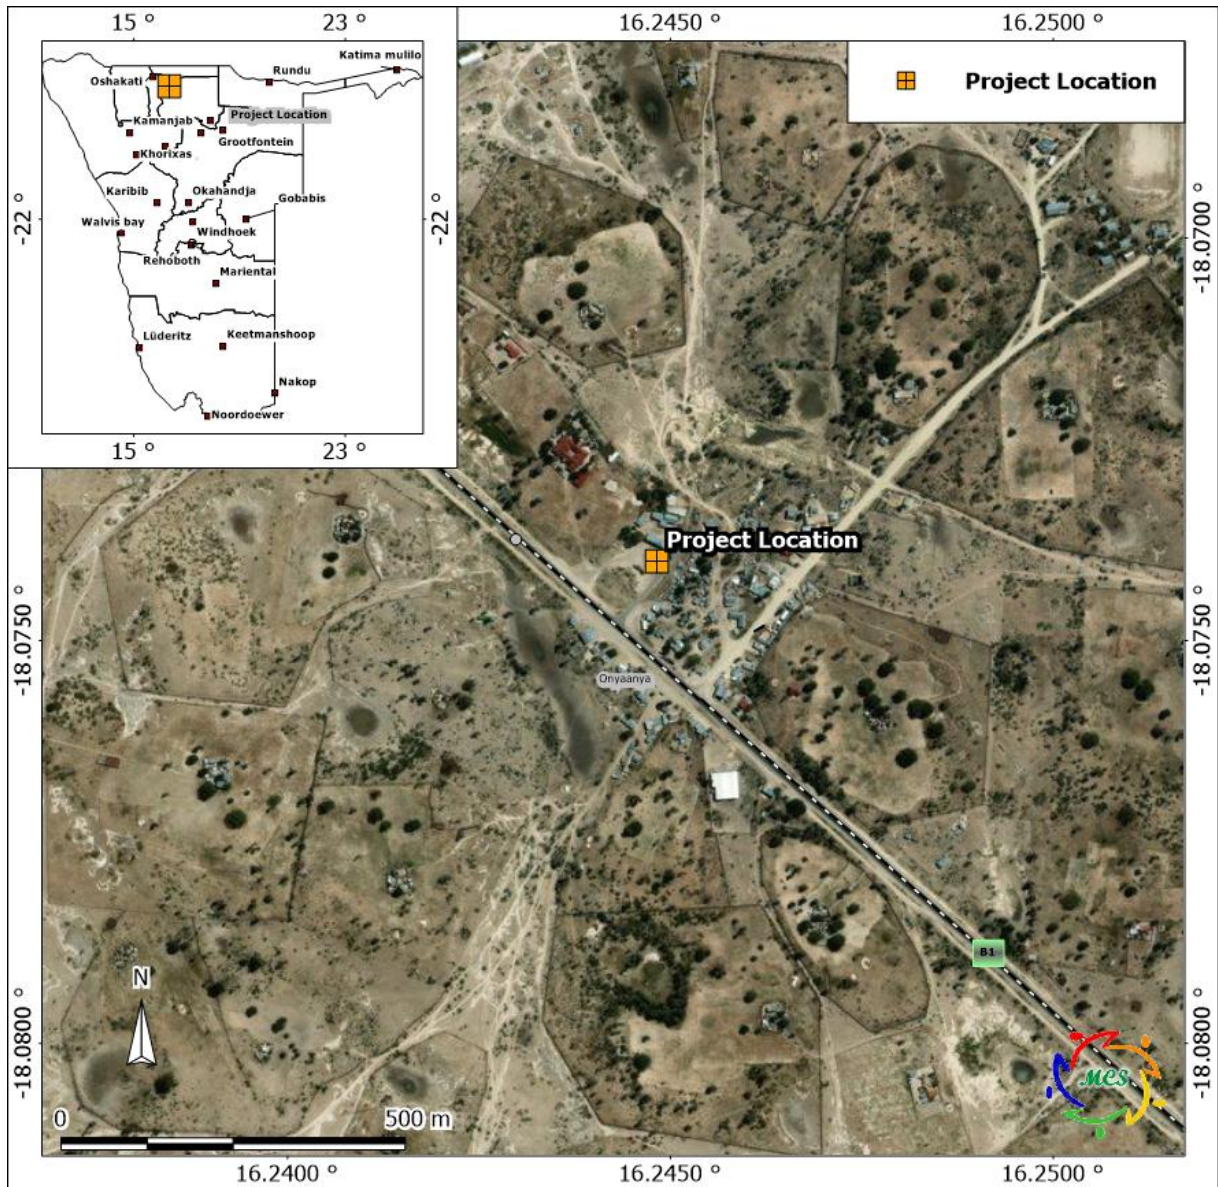 15 °
23 °
16.2450 °
16.2500 °
Katima mulilo
Rundu
Oshakati
Project Location
Kamanjab
Project Location
Grootfontein
Khorixas
Karibib
Okahandja
Gobabis
-22 °
-22 °
Walvis bay
Windhoek
Rehoboth
Mariental
-18.0700 °
Lüderitz
Keetmanshoop
Nakop
Noordoewer
15 °
23 °
Project Location
-18.0750 °
-18.0750 °
Onyaanya
B1
N
-18.0800 °
-18.0800 °
MCS
0
500 m
16.2400 °
16.2450 °
16.2500 °